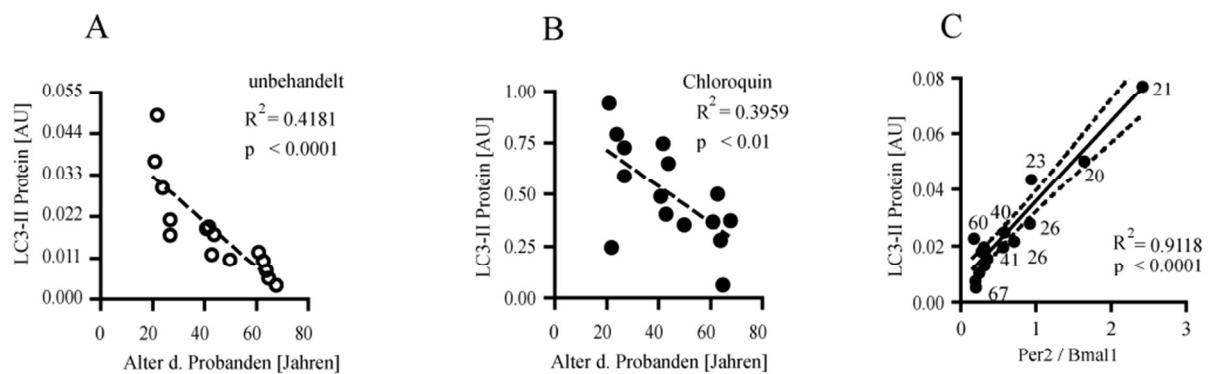 A
unbehandelt
R² = 0.4181
p < 0.0001
LC3-II Protein [AU]
0.055
0.044
0.033
0.022
0.011
0.000
0 20 40 60 80
Alter d. Probanden [Jahren]
B
Chloroquin
R² = 0.3959
p < 0.01
LC3-II Protein [AU]
1.00
0.75
0.50
0.25
0.00
0 20 40 60 80
Alter d. Probanden [Jahren]
C
LC3-II Protein [AU]
0.08
0.06
0.04
0.02
0.00
21
23
20
60 40
26
41 26
67
R² = 0.9118
p < 0.0001
0 1 2 3
Per2 / Bmal1